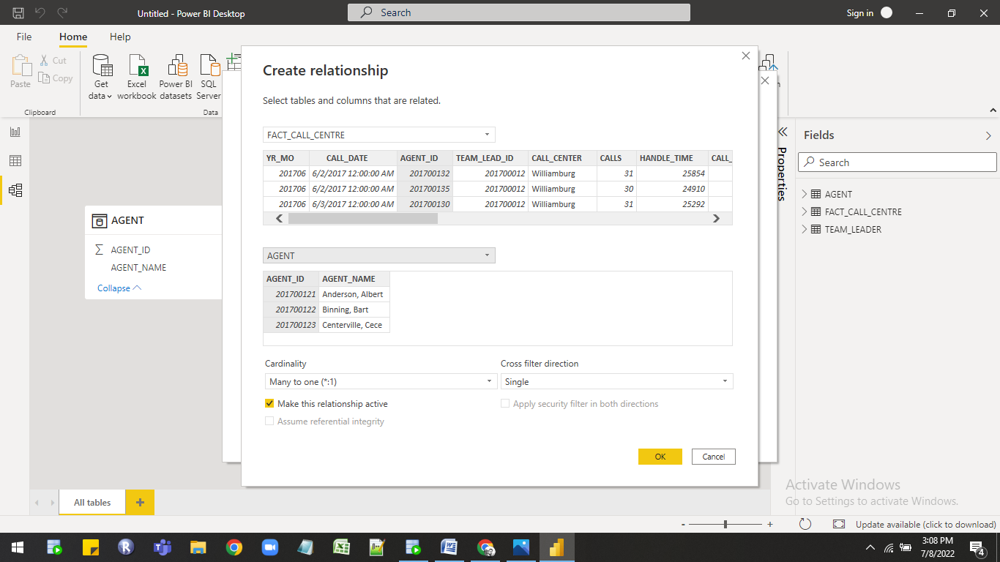 Untitled - Power BI Desktop
Search
Sign in
File
Home
Help
Paste
Cut
Copy
Clipboard
Get data
Excel workbook
Power BI datasets
SQL Server
Data
Create relationship
Select tables and columns that are related.
FACT_CALL_CENTRE
YR_MO CALL_DATE AGENT_ID TEAM_LEAD_ID CALL_CENTER CALLS HANDLE_TIME CALL_
201706 6/2/2017 12:00:00 AM 201700132 201700012 Williamburg 31 25854
201706 6/2/2017 12:00:00 AM 201700135 201700012 Williamburg 30 24910
201706 6/3/2017 12:00:00 AM 201700130 201700012 Williamburg 31 25292
AGENT
AGENT_ID AGENT_NAME
201700121 Anderson, Albert
201700122 Binning, Bart
201700123 Centerville, Cece
Cardinality
Many to one (*:1)
Cross filter direction
Single
Make this relationship active
Apply security filter in both directions
Assume referential integrity
OK
Cancel
AGENT
AGENT_ID
AGENT_NAME
Collapse
Properties
Fields
Search
AGENT
FACT_CALL_CENTRE
TEAM_LEADER
Activate Windows
Go to Settings to activate Windows.
All tables
Update available (click to download)
3:08 PM
7/8/2022
4